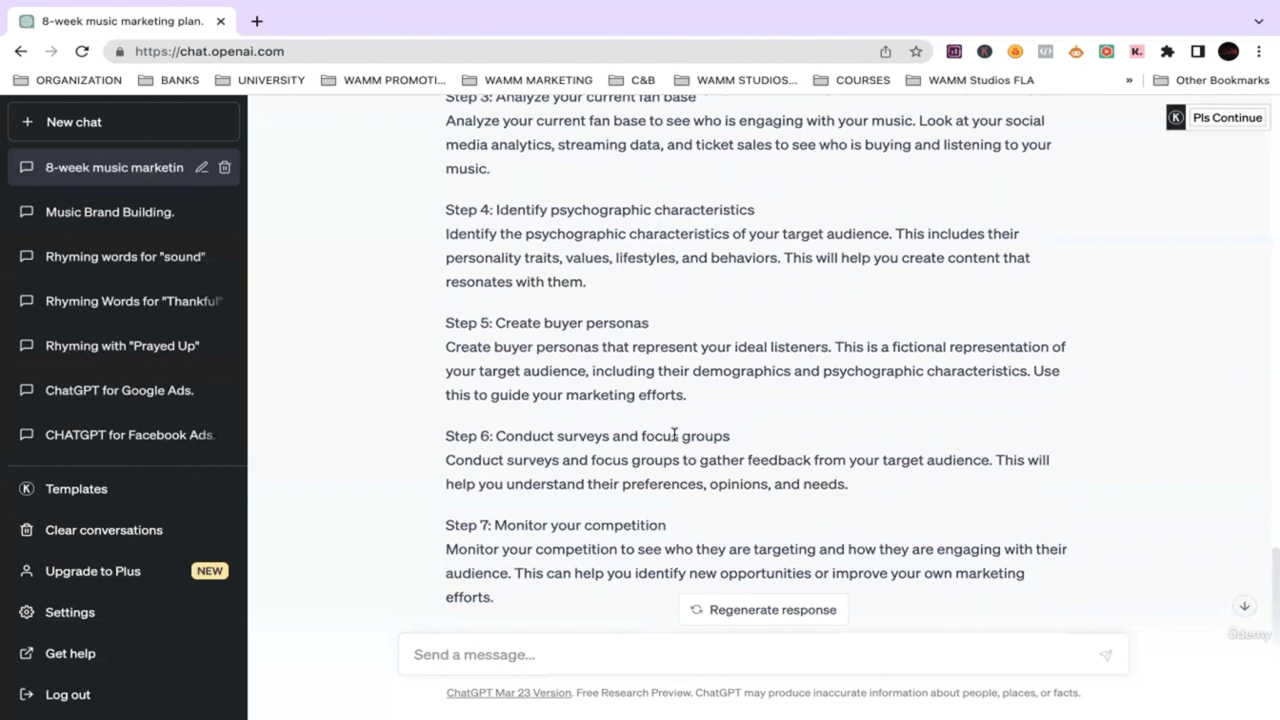 8-week music marketing plan.
https://chat.openai.com
K.
ORGANIZATION
BANKS
UNIVERSITY
WAMM PROMOTI...
WAMM MARKETING
C&B
WAMM STUDIOS...
COURSES
WAMM Studios FLA
»
Other Bookmarks
New chat
8-week music marketin
Music Brand Building.
Rhyming words for "sound"
Rhyming Words for "Thankful"
Rhyming with "Prayed Up"
ChatGPT for Google Ads.
CHATGPT for Facebook Ads.
K Templates
Clear conversations
Upgrade to Plus NEW
Settings
Get help
Log out
K Pls Continue
Step 3: Analyze your current fan base
Analyze your current fan base to see who is engaging with your music. Look at your social
media analytics, streaming data, and ticket sales to see who is buying and listening to your
music.
Step 4: Identify psychographic characteristics
Identify the psychographic characteristics of your target audience. This includes their
personality traits, values, lifestyles, and behaviors. This will help you create content that
resonates with them.
Step 5: Create buyer personas
Create buyer personas that represent your ideal listeners. This is a fictional representation of
your target audience, including their demographics and psychographic characteristics. Use
this to guide your marketing efforts.
Step 6: Conduct surveys and focus groups
Conduct surveys and focus groups to gather feedback from your target audience. This will
help you understand their preferences, opinions, and needs.
Step 7: Monitor your competition
Monitor your competition to see who they are targeting and how they are engaging with their
audience. This can help you identify new opportunities or improve your own marketing
efforts.
Regenerate response
Send a message...
ChatGPT Mar 23 Version. Free Research Preview. ChatGPT may produce inaccurate information about people, places, or facts.
ûdemy